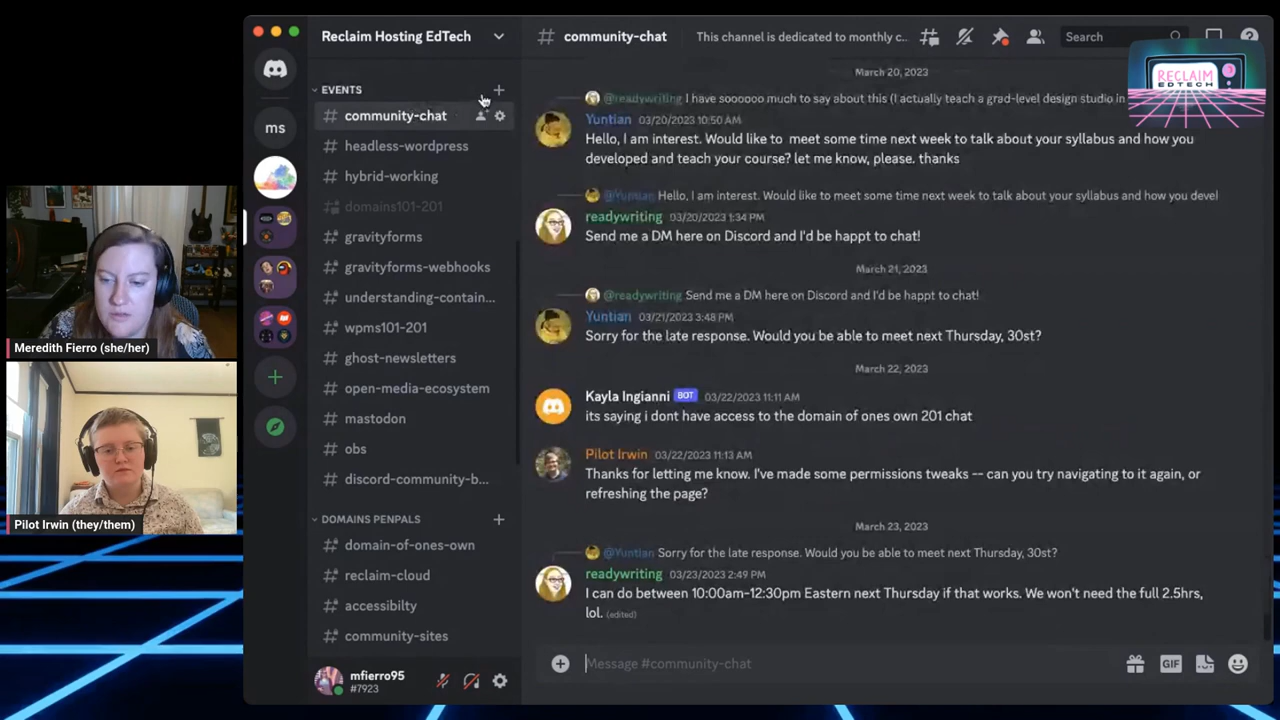 Reclaim Hosting EdTech
EVENTS
community-chat
headless-wordpress
hybrid-working
domains101-201
gravityforms
gravityforms-webhooks
understanding-contain...
wpms101-201
ghost-newsletters
open-media-ecosystem
mastodon
obs
discord-community-b...
DOMAINS PENPALS
domain-of-ones-own
reclaim-cloud
accessibilty
community-sites
mfierro95
#7923
ms
community-chat
This channel is dedicated to monthly c..
Search
RECLAIM
EDTECH
March 20, 2023
@readywriting I have sooooo much to say about this (I actually teach a grad-level design studio in
Yuntian 03/20/2023 10:50 AM
Hello, I am interest. Would like to meet some time next week to talk about your syllabus and how you
developed and teach your course? let me know, please. thanks
@Yuntian Hello, I am interest. Would like to meet some time next week to talk about your syllabus and how you devel
readywriting 03/20/2023 1:34 PM
Send me a DM here on Discord and I'd be happt to chat!
March 21, 2023
@readywriting Send me a DM here on Discord and I'd be happt to chat!
Yuntian 03/21/2023 3:48 PM
Sorry for the late response. Would you be able to meet next Thursday, 30st?
March 22, 2023
Kayla Ingianni BOT 03/22/2023 11:11 AM
its saying i dont have access to the domain of ones own 201 chat
Pilot Irwin 03/22/2023 11:13 AM
Thanks for letting me know. I've made some permissions tweaks -- can you try navigating to it again, or
refreshing the page?
March 23, 2023
@Yuntian Sorry for the late response. Would you be able to meet next Thursday, 30st?
readywriting 03/23/2023 2:49 PM
I can do between 10:00am-12:30pm Eastern next Thursday if that works. We won't need the full 2.5hrs,
lol. (edited)
Message #community-chat
GIF
Meredith Fierro (she/her)
Pilot Irwin (they/them)